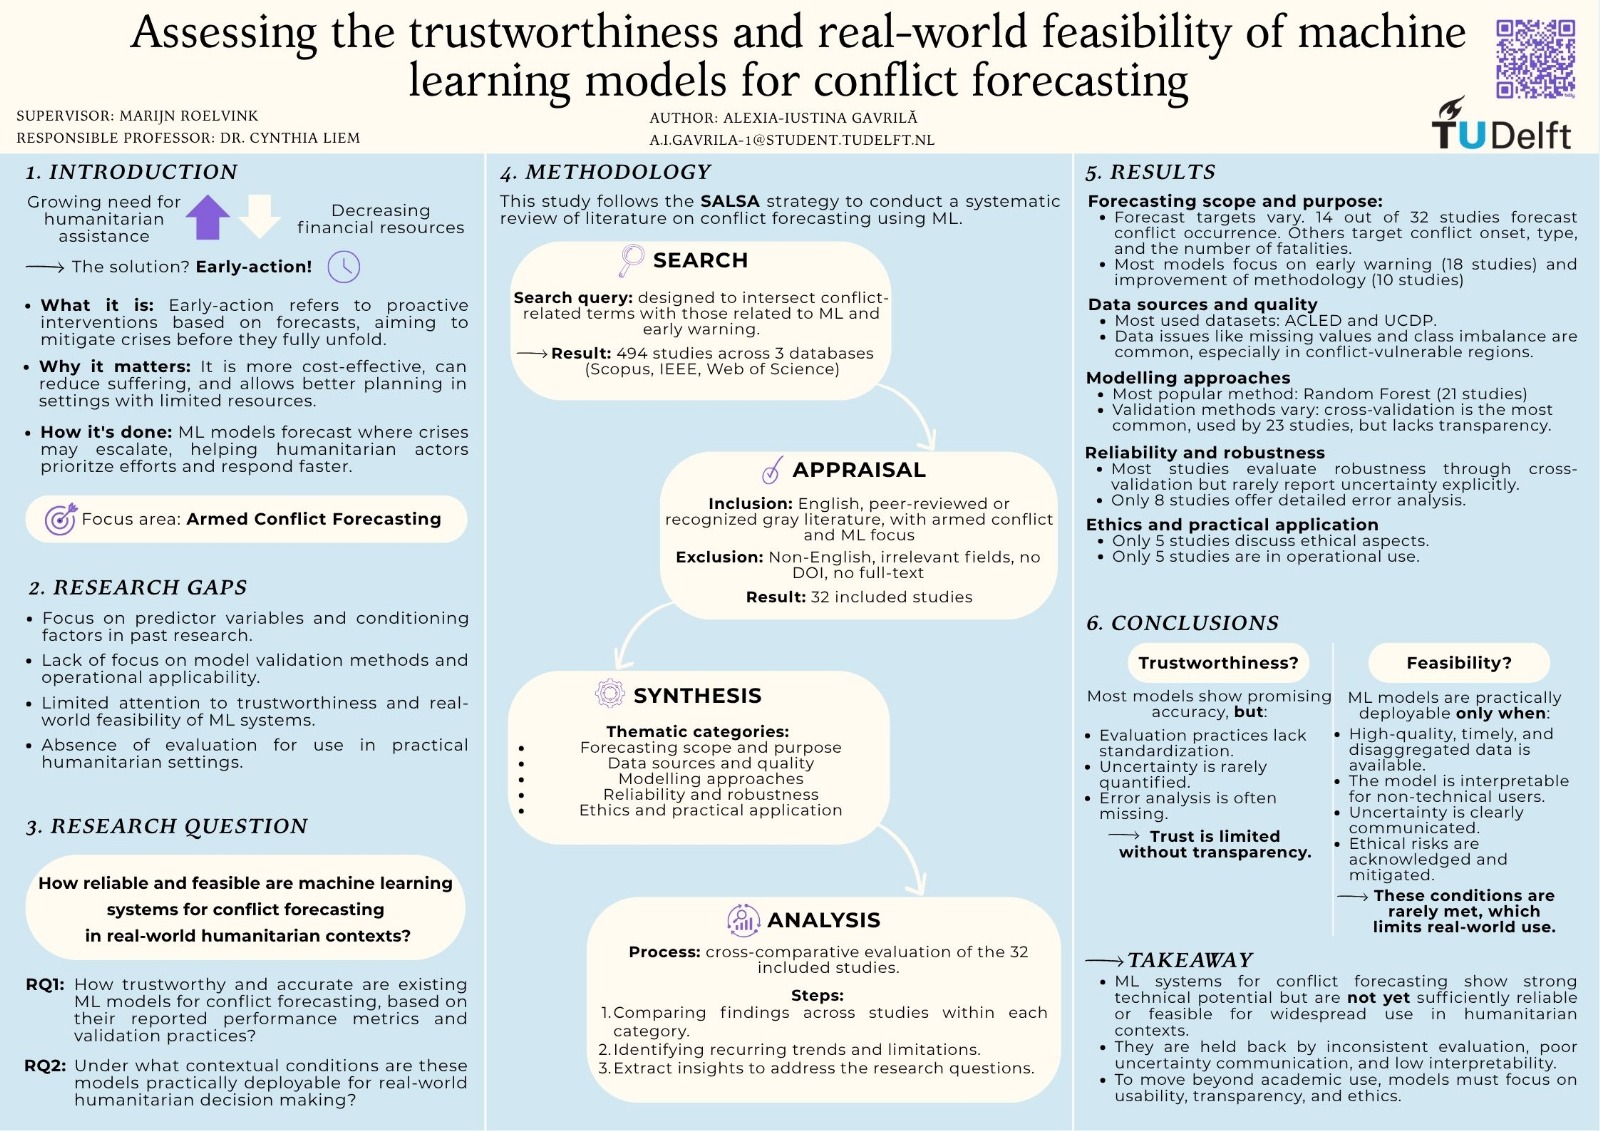 Assessing the trustworthiness and real-world feasibility of machine
learning models for conflict forecasting
SUPERVISOR: MARIJN ROELVINK
RESPONSIBLE PROFESSOR: DR. CYNTHIA LIEM
AUTHOR: ALEXIA-IUSTINA GAVRILĂ
A.I.GAVRILA-1@STUDENT.TUDELFT.NL
TUDelft
1. INTRODUCTION
Growing need for
humanitarian
assistance
Decreasing
financial resources
The solution? Early-action!
• What it is: Early-action refers to proactive
interventions based on forecasts, aiming to
mitigate crises before they fully unfold.
• Why it matters: It is more cost-effective, can
reduce suffering, and allows better planning in
settings with limited resources.
• How it's done: ML models forecast where crises
may escalate, helping humanitarian actors
prioritze efforts and respond faster.
Focus area: Armed Conflict Forecasting
2. RESEARCH GAPS
• Focus on predictor variables and conditioning
factors in past research.
• Lack of focus on model validation methods and
operational applicability.
• Limited attention to trustworthiness and real-
world feasibility of ML systems.
• Absence of evaluation for use in practical
humanitarian settings.
3. RESEARCH QUESTION
How reliable and feasible are machine learning
systems for conflict forecasting
in real-world humanitarian contexts?
RQ1: How trustworthy and accurate are existing
ML models for conflict forecasting, based on
their reported performance metrics and
validation practices?
RQ2: Under what contextual conditions are these
models practically deployable for real-world
humanitarian decision making?
4. METHODOLOGY
This study follows the SALSA strategy to conduct a systematic
review of literature on conflict forecasting using ML.
SEARCH
Search query: designed to intersect conflict-
related terms with those related to ML and
early warning.
Result: 494 studies across 3 databases
(Scopus, IEEE, Web of Science)
APPRAISAL
Inclusion: English, peer-reviewed or
recognized gray literature, with armed conflict
and ML focus
Exclusion: Non-English, irrelevant fields, no
DOI, no full-text
Result: 32 included studies
SYNTHESIS
Thematic categories:
• Forecasting scope and purpose
• Data sources and quality
• Modelling approaches
• Reliability and robustness
• Ethics and practical application
ANALYSIS
Process: cross-comparative evaluation of the 32
included studies.
Steps:
1. Comparing findings across studies within each
category.
2. Identifying recurring trends and limitations.
3. Extract insights to address the research questions.
5. RESULTS
Forecasting scope and purpose:
• Forecast targets vary. 14 out of 32 studies forecast
conflict occurrence. Others target conflict onset, type,
and the number of fatalities.
• Most models focus on early warning (18 studies) and
improvement of methodology (10 studies)
Data sources and quality
• Most used datasets: ACLED and UCDP.
• Data issues like missing values and class imbalance are
common, especially in conflict-vulnerable regions.
Modelling approaches
• Most popular method: Random Forest (21 studies)
• Validation methods vary: cross-validation is the most
common, used by 23 studies, but lacks transparency.
Reliability and robustness
• Most studies evaluate robustness through cross-
validation but rarely report uncertainty explicitly.
• Only 8 studies offer detailed error analysis.
Ethics and practical application
• Only 5 studies discuss ethical aspects.
• Only 5 studies are in operational use.
6. CONCLUSIONS
Trustworthiness?
Most models show promising
accuracy, but:
• Evaluation practices lack
standardization.
• Uncertainty is rarely
quantified.
• Error analysis is often
missing.
Trust is limited
without transparency.
Feasibility?
ML models are practically
deployable only when:
• High-quality, timely, and
disaggregated data is
available.
• The model is interpretable
for non-technical users.
• Uncertainty is clearly
communicated.
• Ethical risks are
acknowledged and
mitigated.
These conditions are
rarely met, which
limits real-world use.
TAKEAWAY
• ML systems for conflict forecasting show strong
technical potential but are not yet sufficiently reliable
or feasible for widespread use in humanitarian
contexts.
• They are held back by inconsistent evaluation, poor
uncertainty communication, and low interpretability.
• To move beyond academic use, models must focus on
usability, transparency, and ethics.